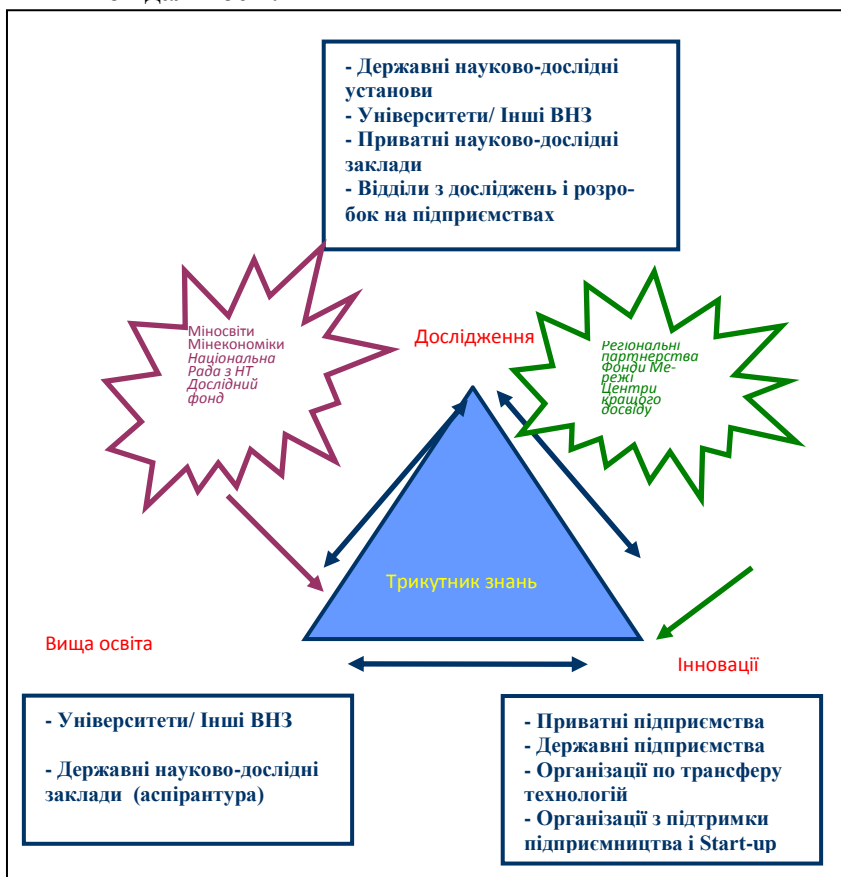 - Державні науково-дослідні
установи
- Університети/ Інші ВНЗ
- Приватні науково-дослідні
заклади
- Відділи з досліджень і розро-
бок на підприємствах
Міносвіти
Мінекономіки
Національна
Рада з НТ
Дослідний
фонд
Дослідження
Регіональні
партнерства
Фонди Ме-
режі
Центри
кращого
досвіду
Трикутник знань
Вища освіта
Інновації
- Університети/ Інші ВНЗ
- Державні науково-дослідні
заклади (аспірантура)
- Приватні підприємства
- Державні підприємства
- Організації по трансферу
технологій
- Організації з підтримки
підприємництва і Start-up